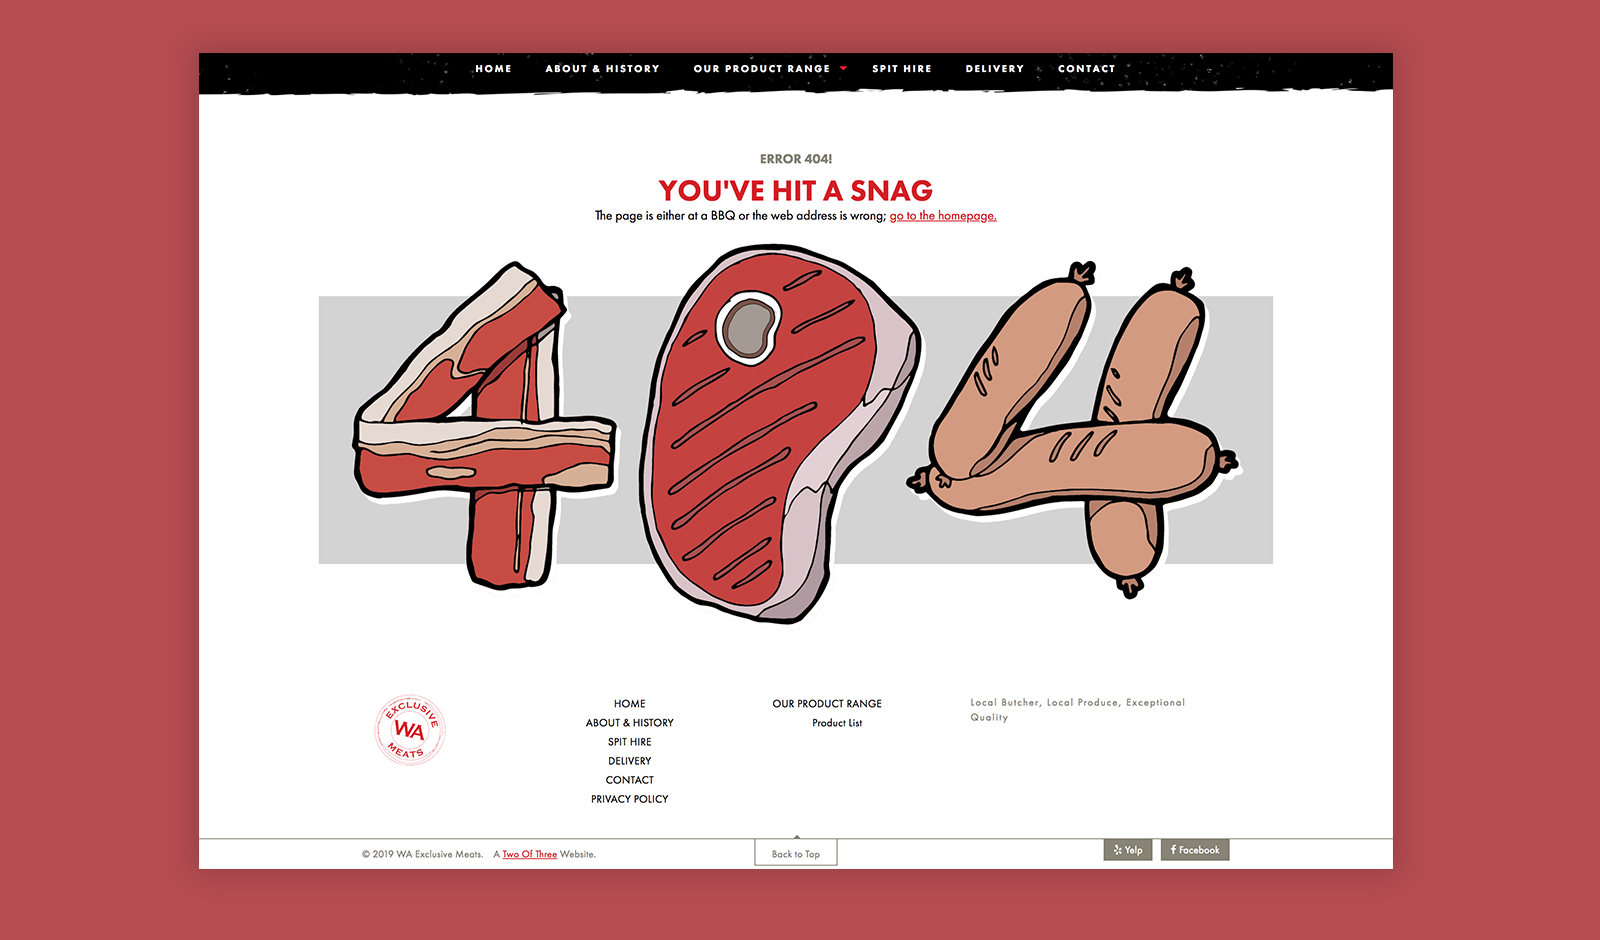 HOME ABOUT & HISTORY OUR PRODUCT RANGE SPIT HIRE DELIVERY CONTACT
ERROR 404!
YOU'VE HIT A SNAG
The page is either at a BBQ or the web address is wrong; go to the homepage.
404
EXCLUSIVE
WA
MEATS
HOME
ABOUT & HISTORY
SPIT HIRE
DELIVERY
CONTACT
PRIVACY POLICY
OUR PRODUCT RANGE
Product List
Local Butcher, Local Produce, Exceptional
Quality
© 2019 WA Exclusive Meats. A Two Of Three Website.
Back to Top
Yelp
Facebook